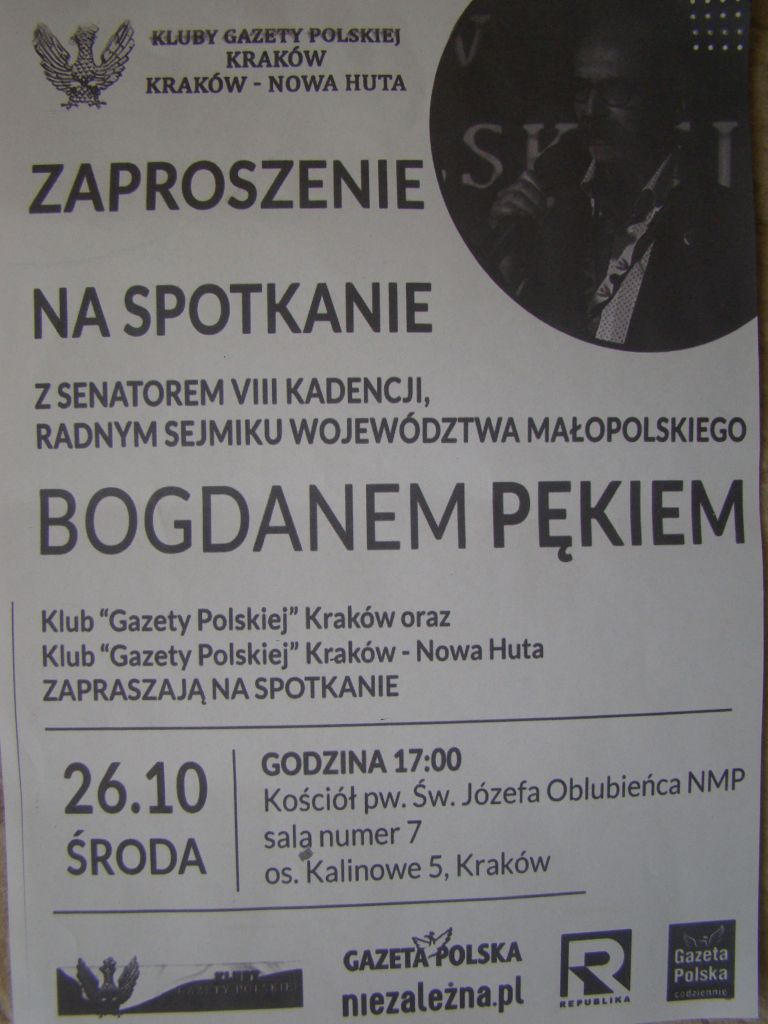 KLUBY GAZETY POLSKIEJ
KRAKÓW
KRAKÓW - NOWA HUTA
ZAPROSZENIE
NA SPOTKANIE
Z SENATOREM VIII KADENCJI,
RADNYM SEJMIKU WOJEWÓDZTWA MAŁOPOLSKIEGO
BOGDANEM PĘKIEM
Klub “Gazety Polskiej” Kraków oraz
Klub “Gazety Polskiej” Kraków - Nowa Huta
ZAPRASZAJĄ NA SPOTKANIE
26.10
ŚRODA
GODZINA 17:00
Kościół pw. Św. Józefa Oblubieńca NMP
sala numer 7
os. Kalinowe 5, Kraków
KLUBY
GAZETY POLSKIEJ
GAZETA POLSKA
niezależna.pl
R
REPUBLIKA
Gazeta
Polska
codziennie